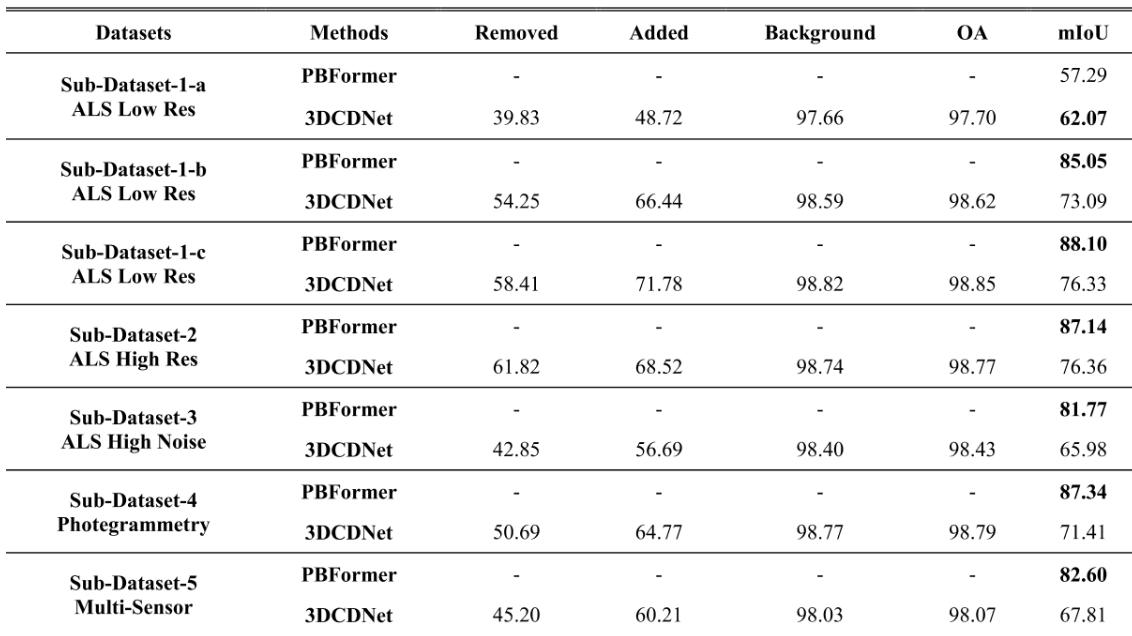 Datasets Methods Removed Added Background OA mIoU
Sub-Dataset-1-a
ALS Low Res
PBFormer - - - - 57.29
3DCDNet 39.83 48.72 97.66 97.70 62.07
Sub-Dataset-1-b
ALS Low Res
PBFormer - - - - 85.05
3DCDNet 54.25 66.44 98.59 98.62 73.09
Sub-Dataset-1-c
ALS Low Res
PBFormer - - - - 88.10
3DCDNet 58.41 71.78 98.82 98.85 76.33
Sub-Dataset-2
ALS High Res
PBFormer - - - - 87.14
3DCDNet 61.82 68.52 98.74 98.77 76.36
Sub-Dataset-3
ALS High Noise
PBFormer - - - - 81.77
3DCDNet 42.85 56.69 98.40 98.43 65.98
Sub-Dataset-4
Photegrammetry
PBFormer - - - - 87.34
3DCDNet 50.69 64.77 98.77 98.79 71.41
Sub-Dataset-5
Multi-Sensor
PBFormer - - - - 82.60
3DCDNet 45.20 60.21 98.03 98.07 67.81